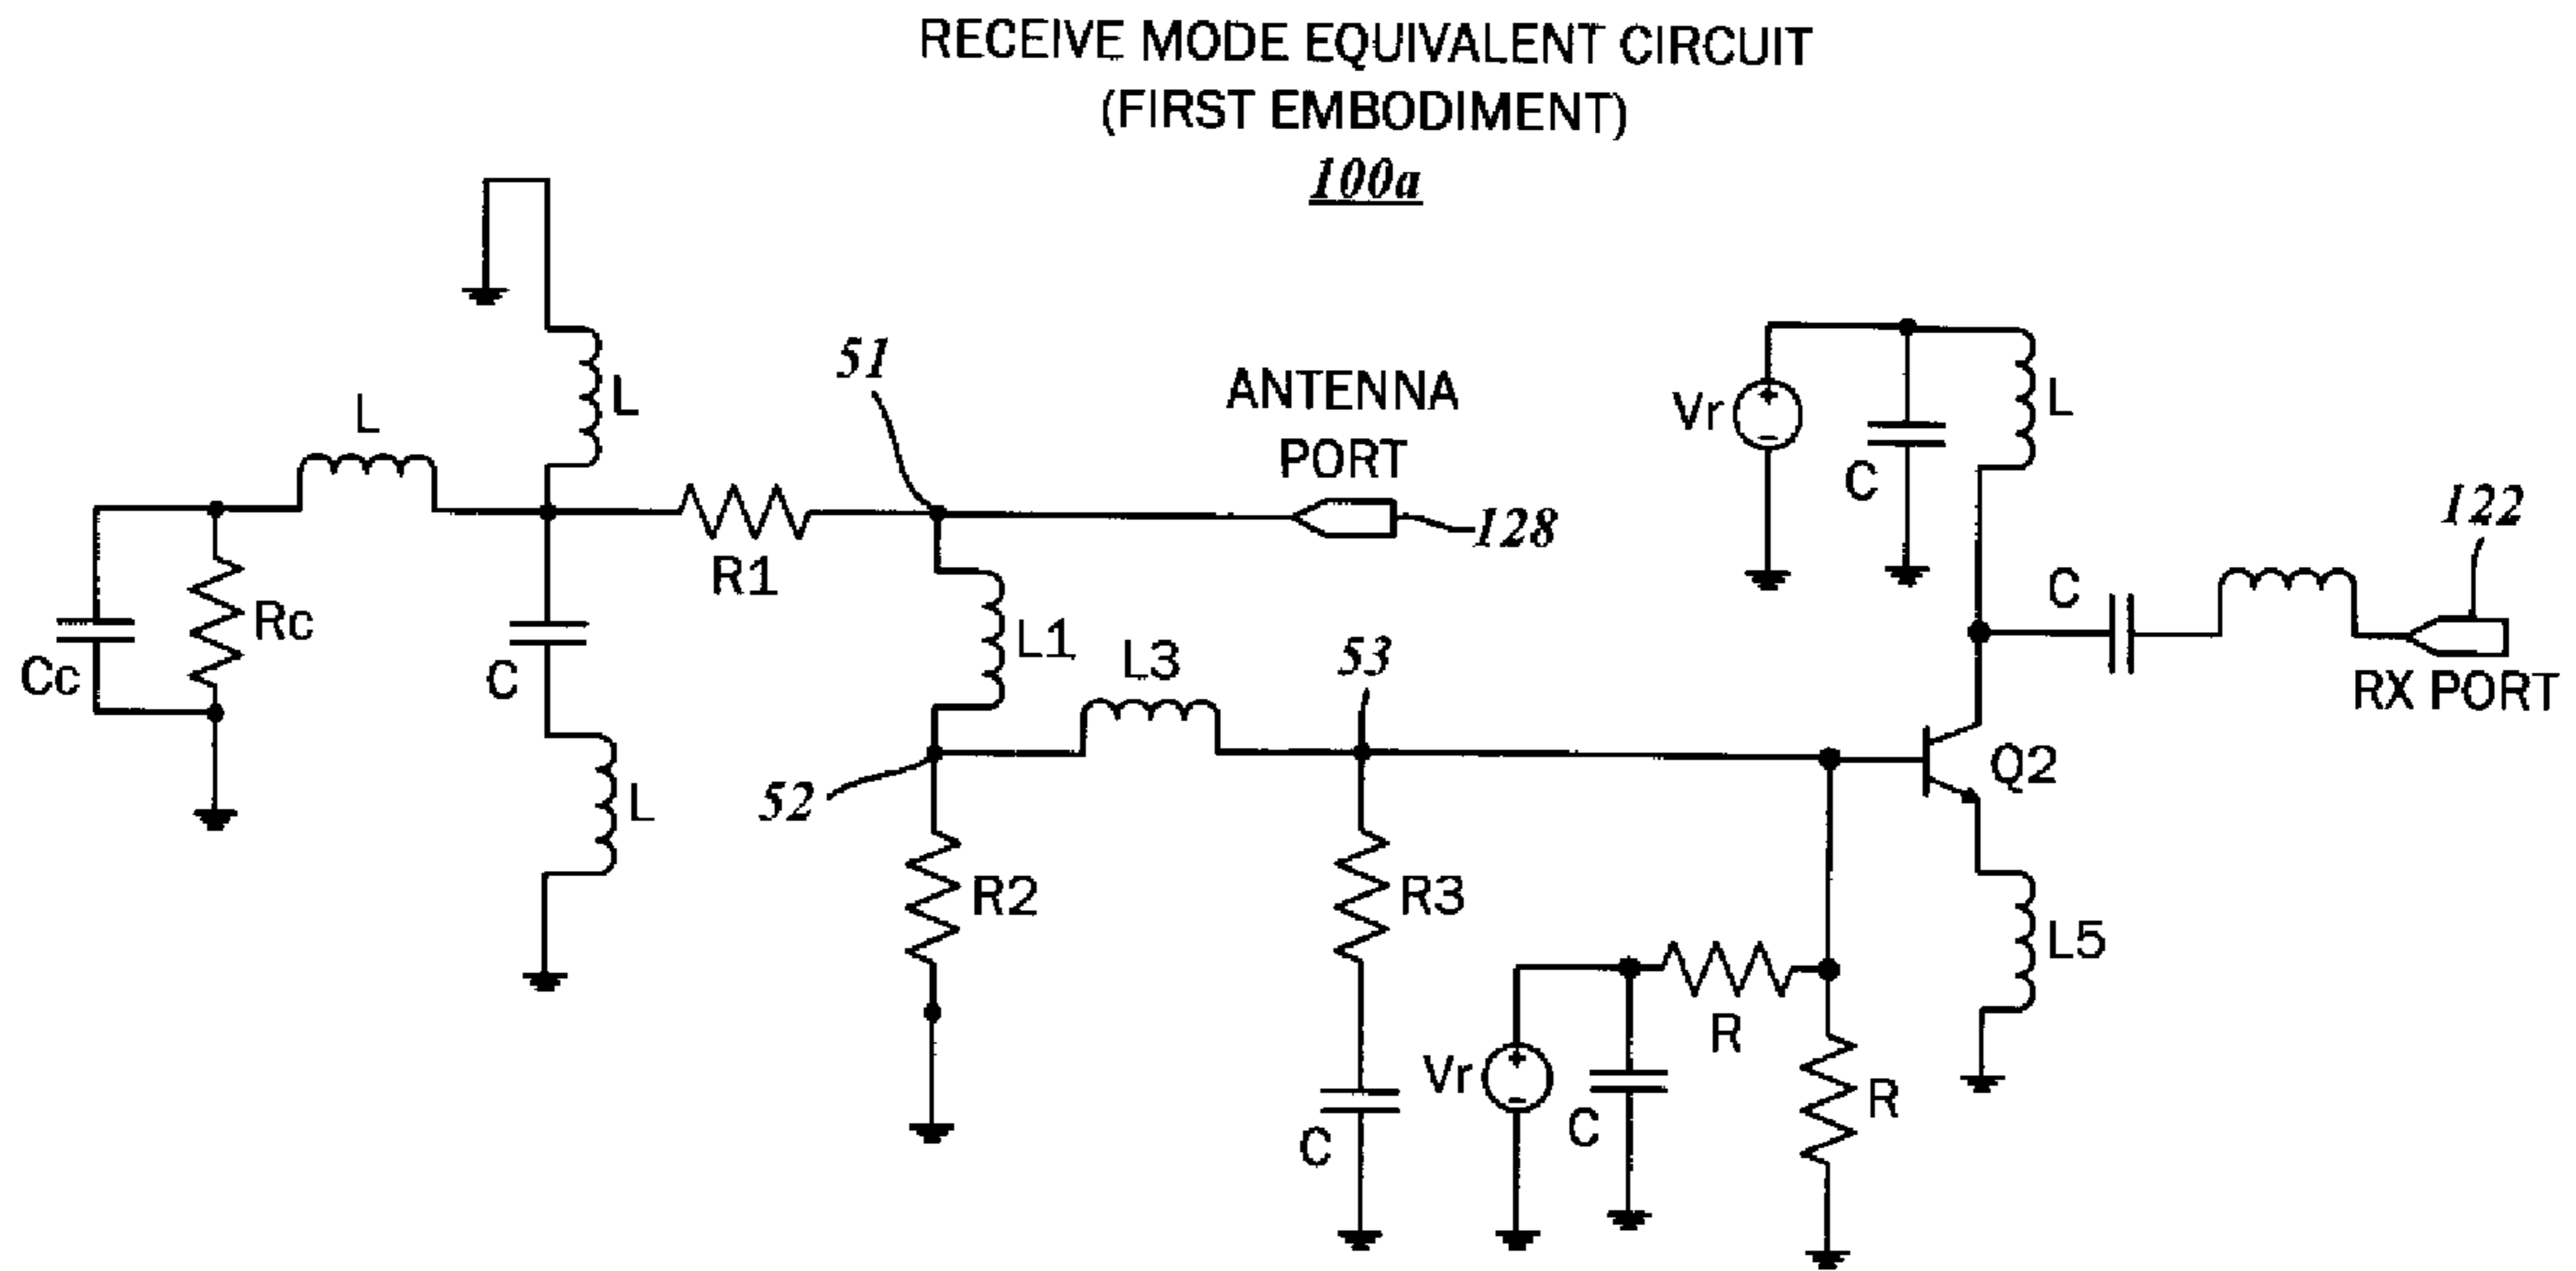 RECEIVE MODE EQUIVALENT CIRCUIT
(FIRST EMBODIMENT)
100a
51
ANTENNA
PORT
128
L
L
Vr
C
L
122
R1
C
RX PORT
Cc
Rc
C
L1
L3
53
Q2
52
L
R2
R3
L5
R
Vr
C
C
R